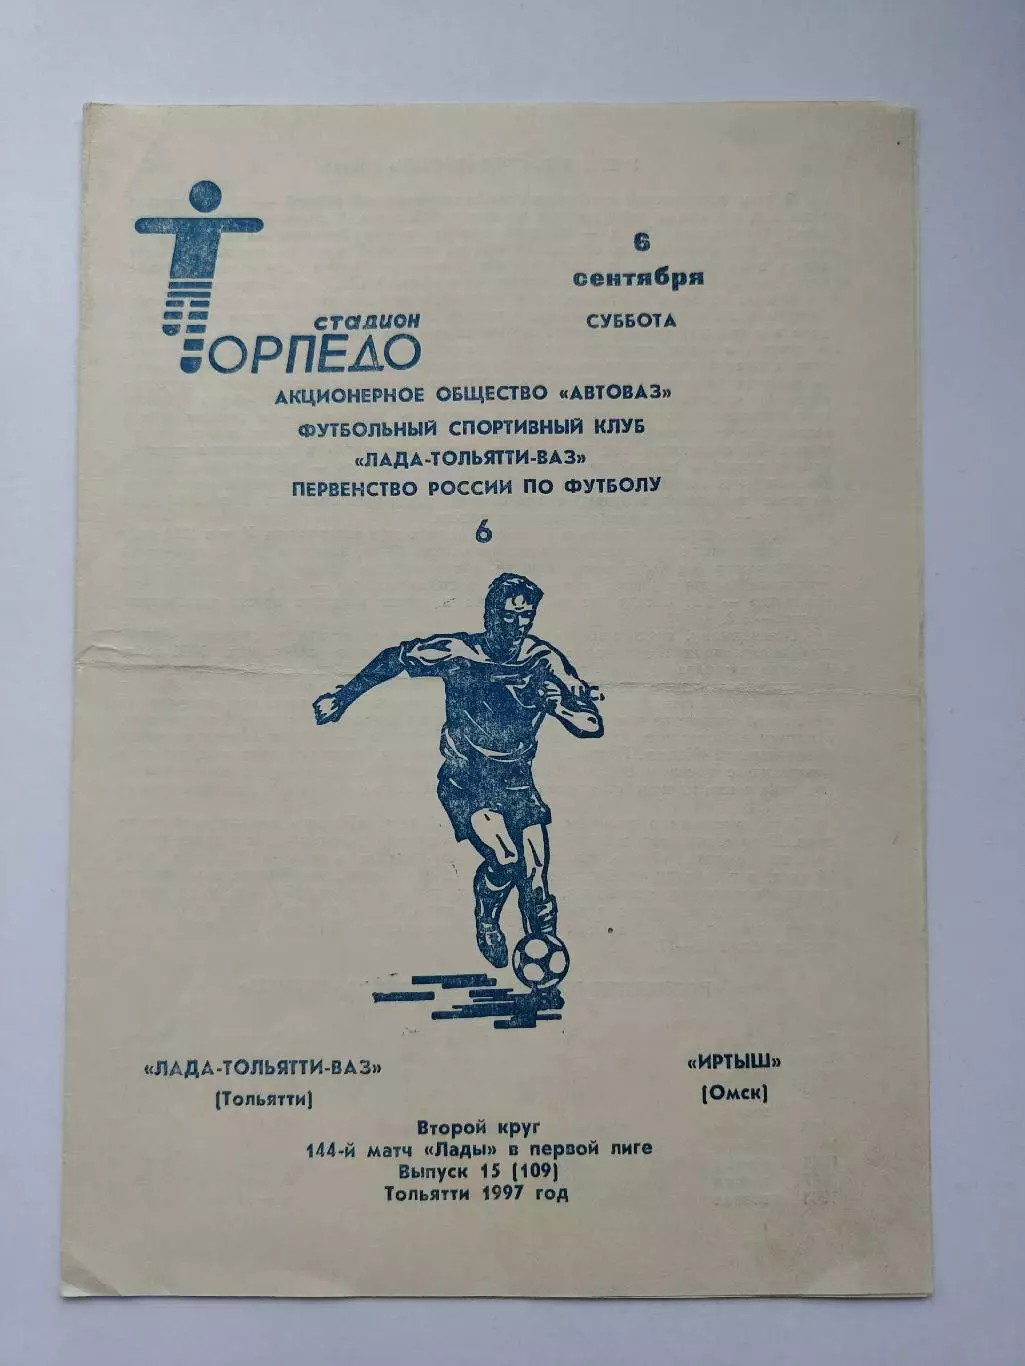 6
сентября
СУББОТА
стадион
ТОРПЕДО
АКЦИОНЕРНОЕ ОБЩЕСТВО «АВТОВАЗ»
ФУТБОЛЬНЫЙ СПОРТИВНЫЙ КЛУБ
«ЛАДА-ТОЛЬЯТТИ-ВАЗ»
ПЕРВЕНСТВО РОССИИ ПО ФУТБОЛУ
6
«ЛАДА-ТОЛЬЯТТИ-ВАЗ»
(Тольятти)
«ИРТЫШ»
(Омск)
Второй круг
144-й матч «Лады» в первой лиге
Выпуск 15 (109)
Тольятти 1997 год